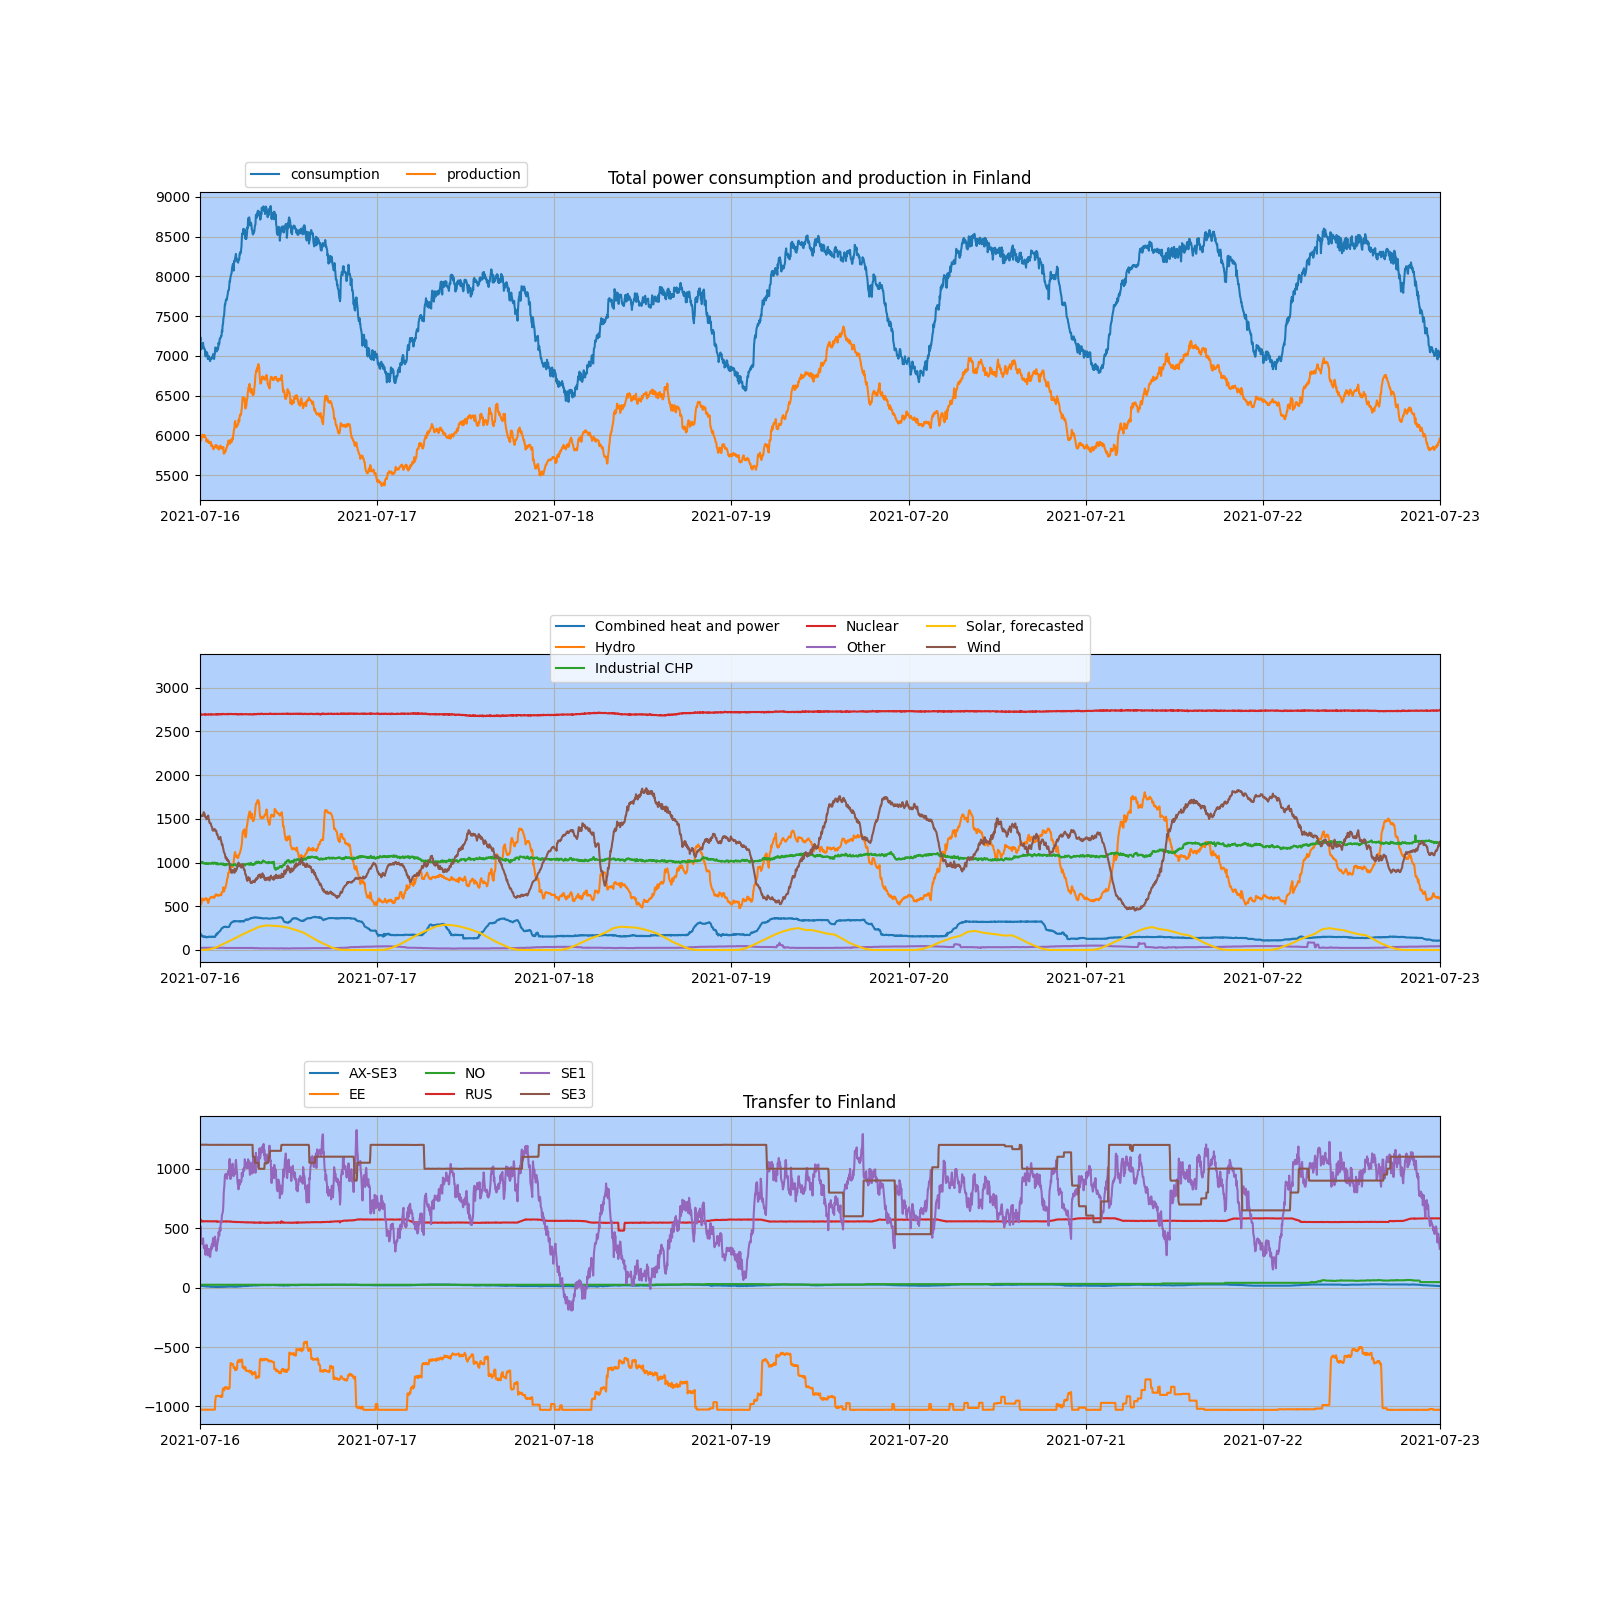 consumption production
Total power consumption and production in Finland
9000
8500
8000
7500
7000
6500
6000
5500
2021-07-16 2021-07-17 2021-07-18 2021-07-19 2021-07-20 2021-07-21 2021-07-22 2021-07-23
Combined heat and power Nuclear Solar, forecasted
Hydro Other Wind
Industrial CHP
3000
2500
2000
1500
1000
500
0
2021-07-16 2021-07-17 2021-07-18 2021-07-19 2021-07-20 2021-07-21 2021-07-22 2021-07-23
AX-SE3 NO SE1
EE RUS SE3
Transfer to Finland
1000
500
0
−500
−1000
2021-07-16 2021-07-17 2021-07-18 2021-07-19 2021-07-20 2021-07-21 2021-07-22 2021-07-23